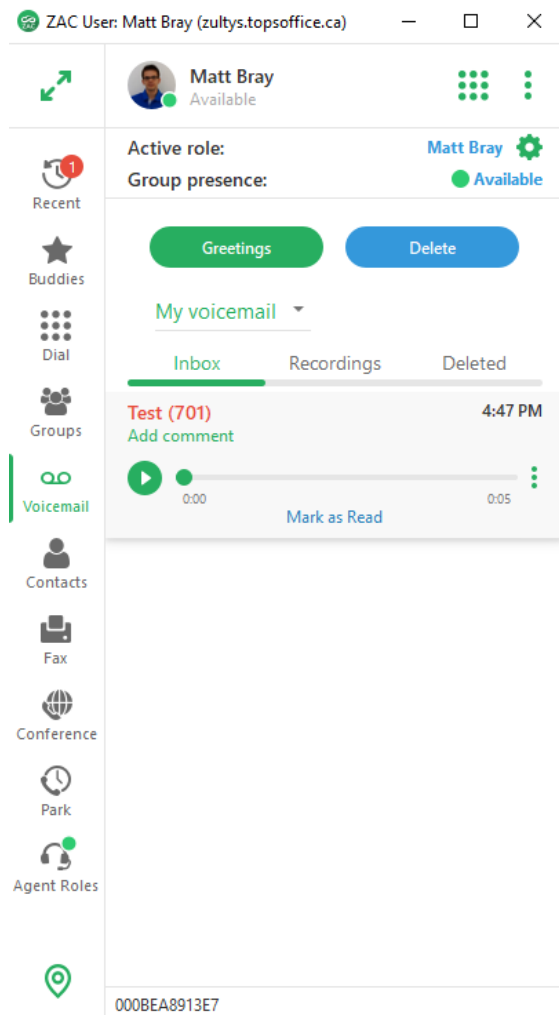 ZAC User: Matt Bray (zultys.topsoffice.ca)
Matt Bray
Available
Active role: Matt Bray
Group presence: Available
1
Recent
Buddies
Dial
Groups
Voicemail
Contacts
Fax
Conference
Park
Agent Roles
Greetings Delete
My voicemail
Inbox Recordings Deleted
Test (701) 4:47 PM
Add comment
0:00 0:05
Mark as Read
000BEA8913E7